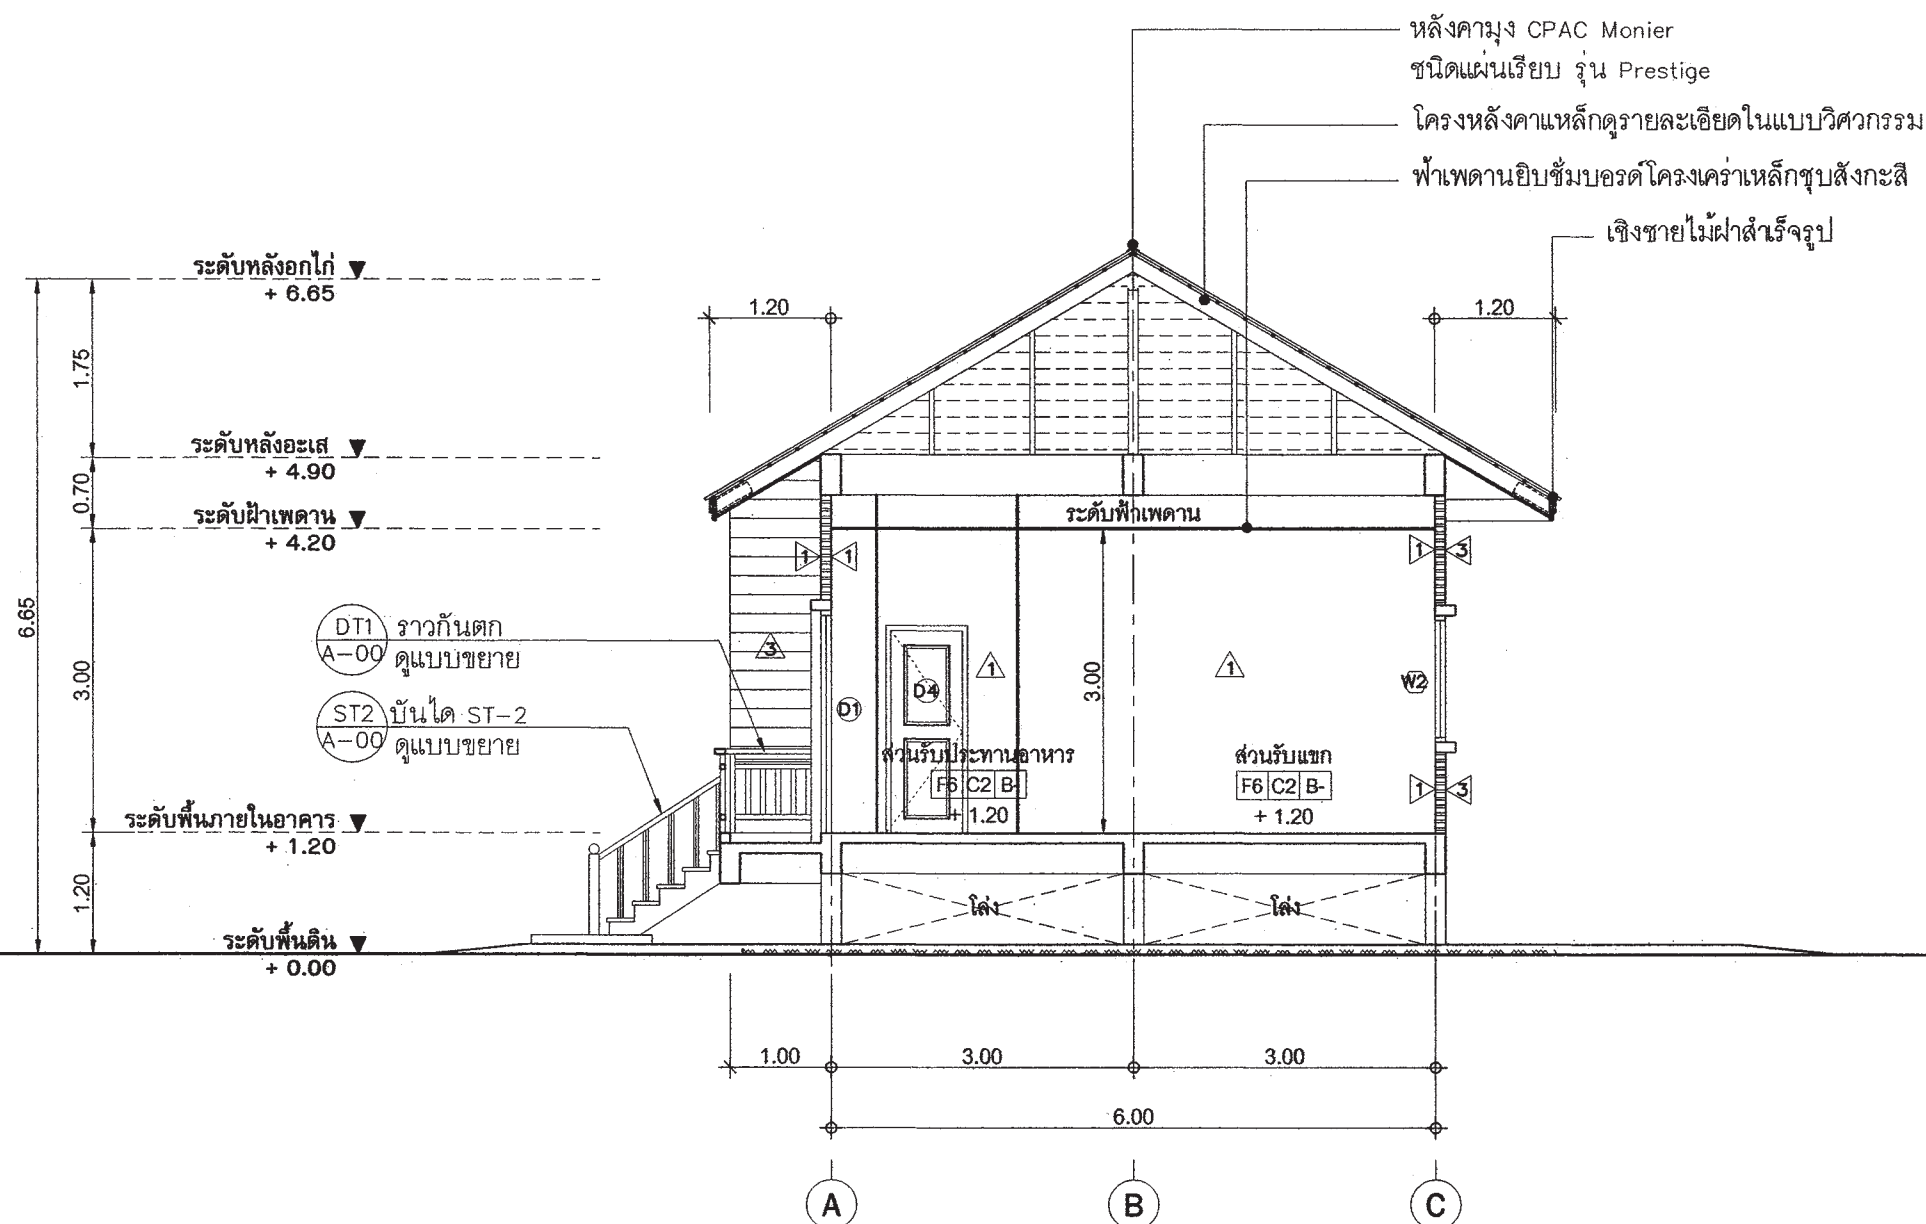 หลังคามุง CPAC Monier
ชนิดแผ่นเรียบ รุ่น Prestige
โครงหลังคาแหล็กดูรายละเอียดในแบบวิศวกรรม
ฟ้าเพดานยิบซั่มบอรด์โครงเคร่าเหล็กชุบสังกะสี
เชิงชายไม้ฝาสำเร็จรูป
ระดับหลังอกไก่
+ 6.65
1.20
1.20
1.75
ระดับหลังอะเส
+ 4.90
0.70
ระดับฝ้าเพดาน
+ 4.20
ระดับฟ้าเพดาน
1
1
1
3
6.65
DT1
A-00
ราวกันตก
ดูแบบขยาย
3
3.00
1
3.00
1
D4
D1
W2
ST2
A-00
บันได ST-2
ดูแบบขยาย
ส่วนรับประทานอาหาร
F6 C2 B-
+ 1.20
ส่วนรับแขก
F6 C2 B-
+ 1.20
1
3
ระดับพื้นภายในอาคาร
+ 1.20
1.20
โล่ง
โล่ง
ระดับพื้นดิน
+ 0.00
1.00
3.00
3.00
6.00
A
B
C